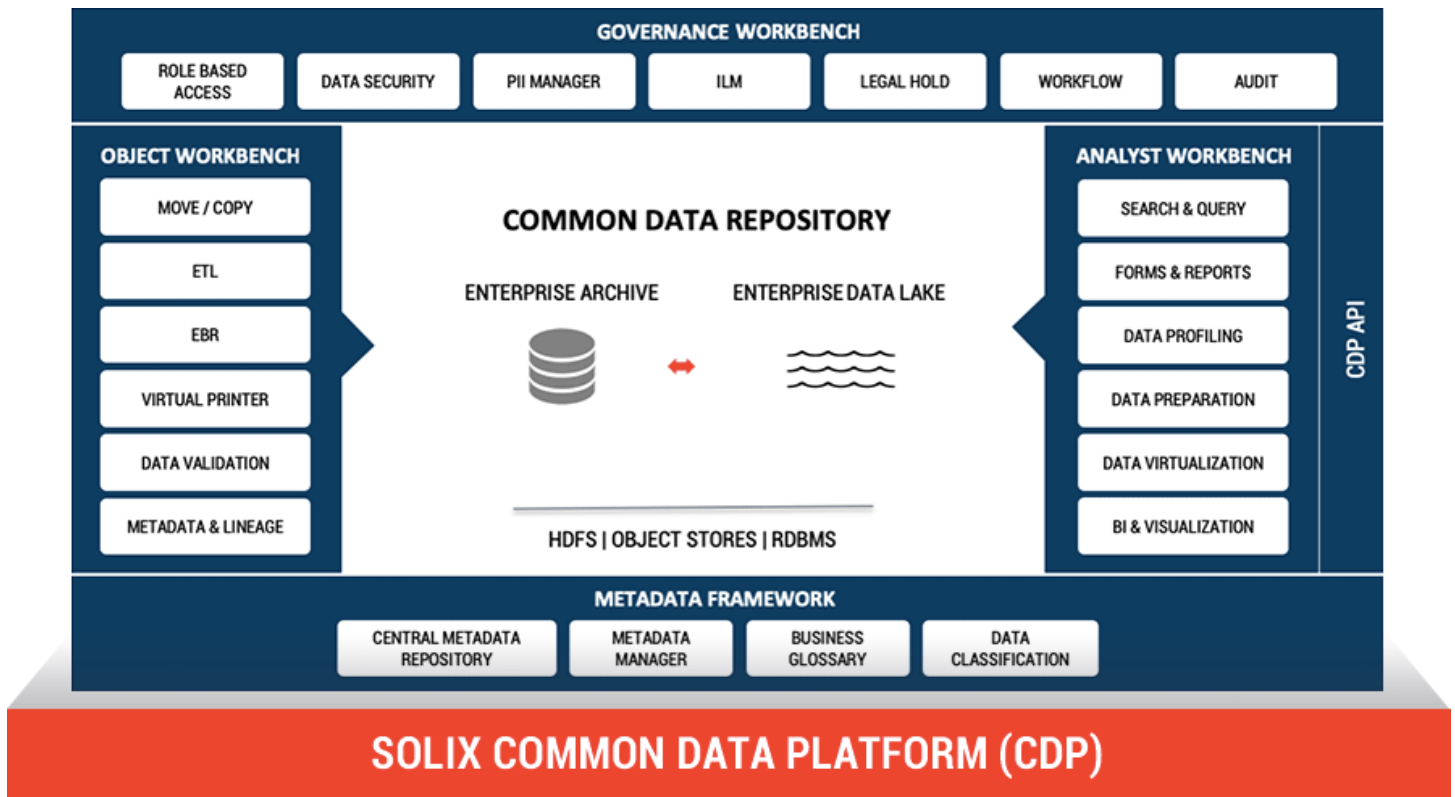 GOVERNANCE WORKBENCH
ROLE BASED
ACCESS
DATA SECURITY
PII MANAGER
ILM
LEGAL HOLD
WORKFLOW
AUDIT
OBJECT WORKBENCH
MOVE / COPY
ETL
EBR
VIRTUAL PRINTER
DATA VALIDATION
METADATA & LINEAGE
COMMON DATA REPOSITORY
ENTERPRISE ARCHIVE
ENTERPRISE DATA LAKE
HDFS | OBJECT STORES | RDBMS
ANALYST WORKBENCH
SEARCH & QUERY
FORMS & REPORTS
DATA PROFILING
DATA PREPARATION
DATA VIRTUALIZATION
BI & VISUALIZATION
CDP API
METADATA FRAMEWORK
CENTRAL METADATA
REPOSITORY
METADATA
MANAGER
BUSINESS
GLOSSARY
DATA
CLASSIFICATION
SOLIX COMMON DATA PLATFORM (CDP)